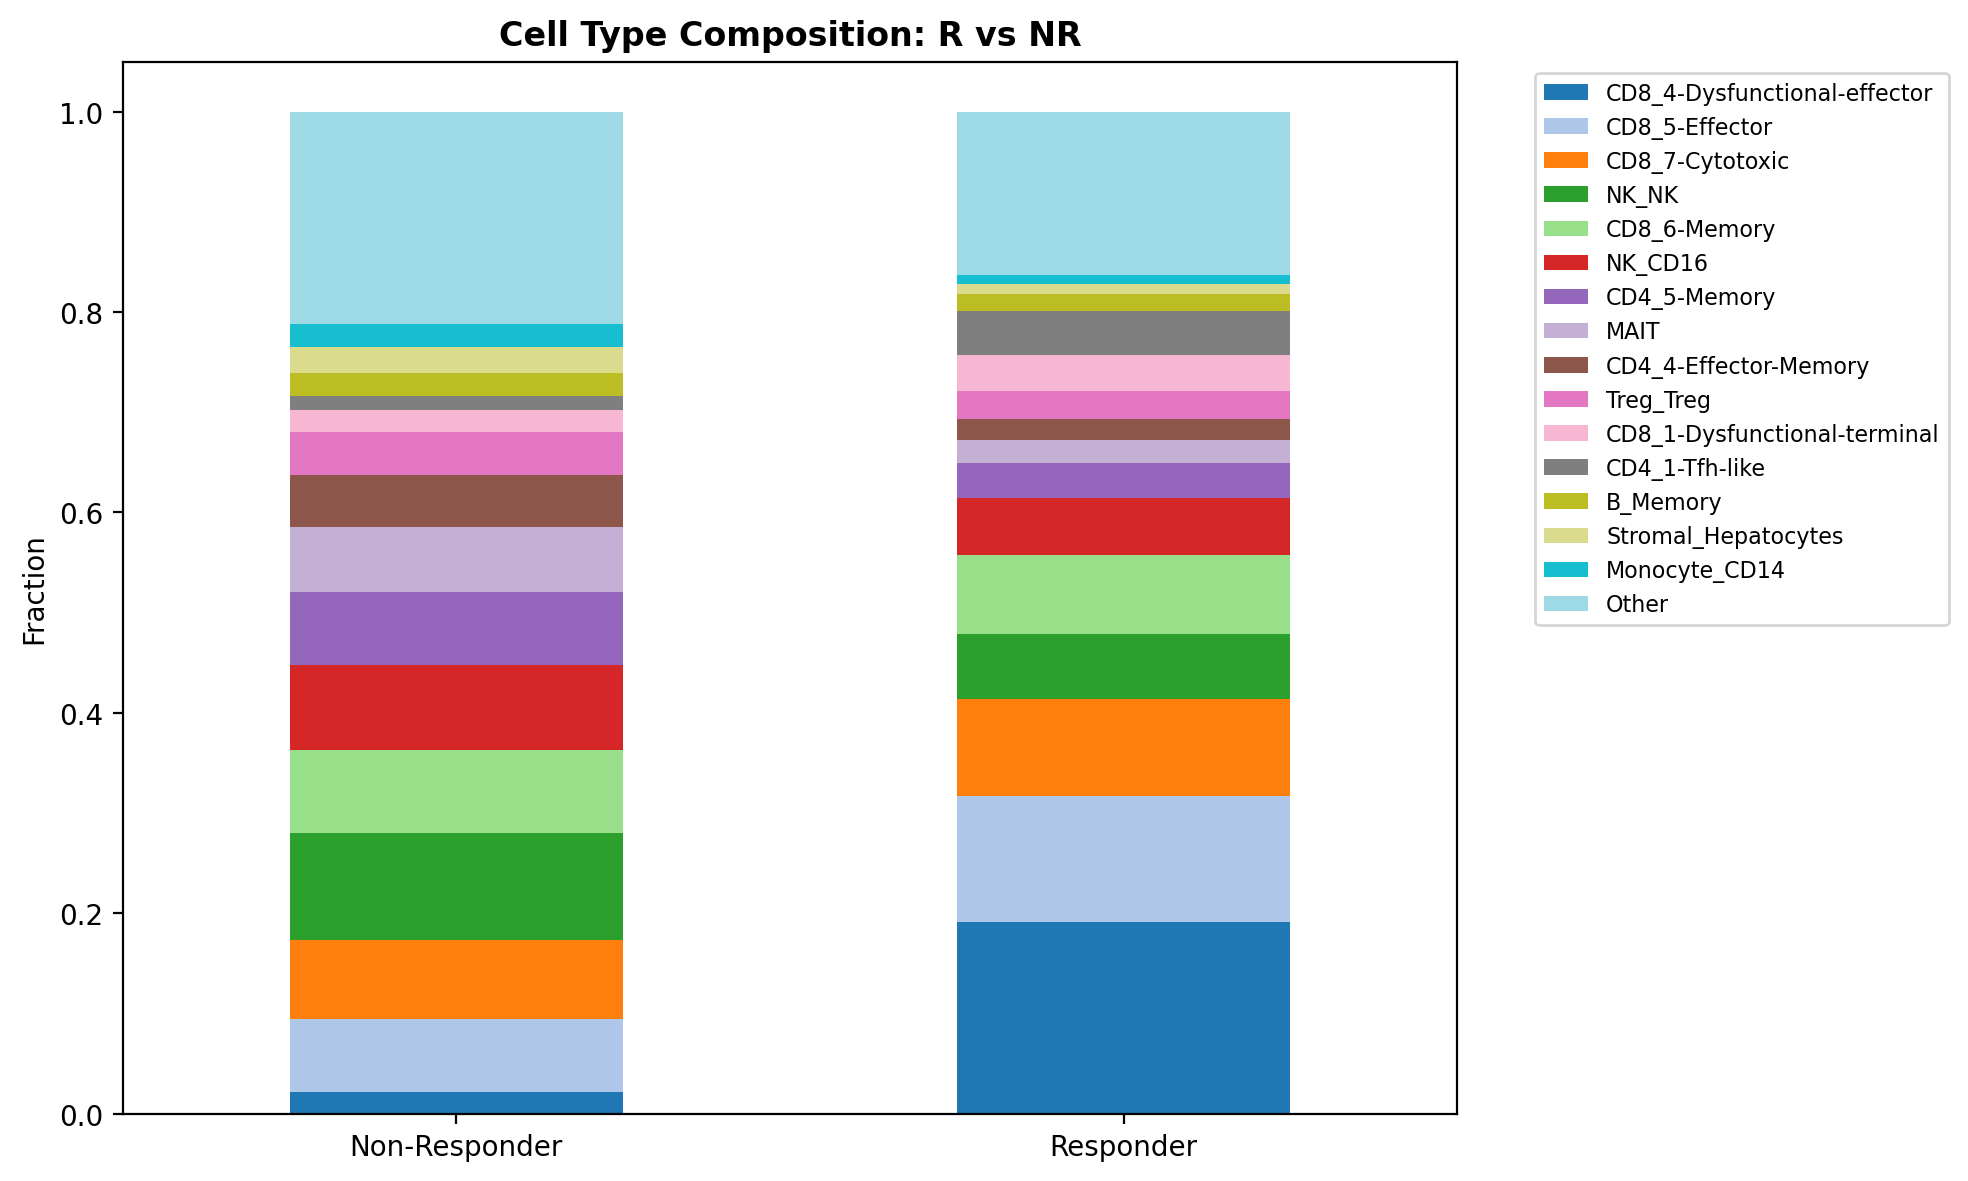 Cell Type Composition: R vs NR
Fraction
1.0
0.8
0.6
0.4
0.2
0.0
Non-Responder
Responder
CD8_4-Dysfunctional-effector
CD8_5-Effector
CD8_7-Cytotoxic
NK_NK
CD8_6-Memory
NK_CD16
CD4_5-Memory
MAIT
CD4_4-Effector-Memory
Treg_Treg
CD8_1-Dysfunctional-terminal
CD4_1-Tfh-like
B_Memory
Stromal_Hepatocytes
Monocyte_CD14
Other